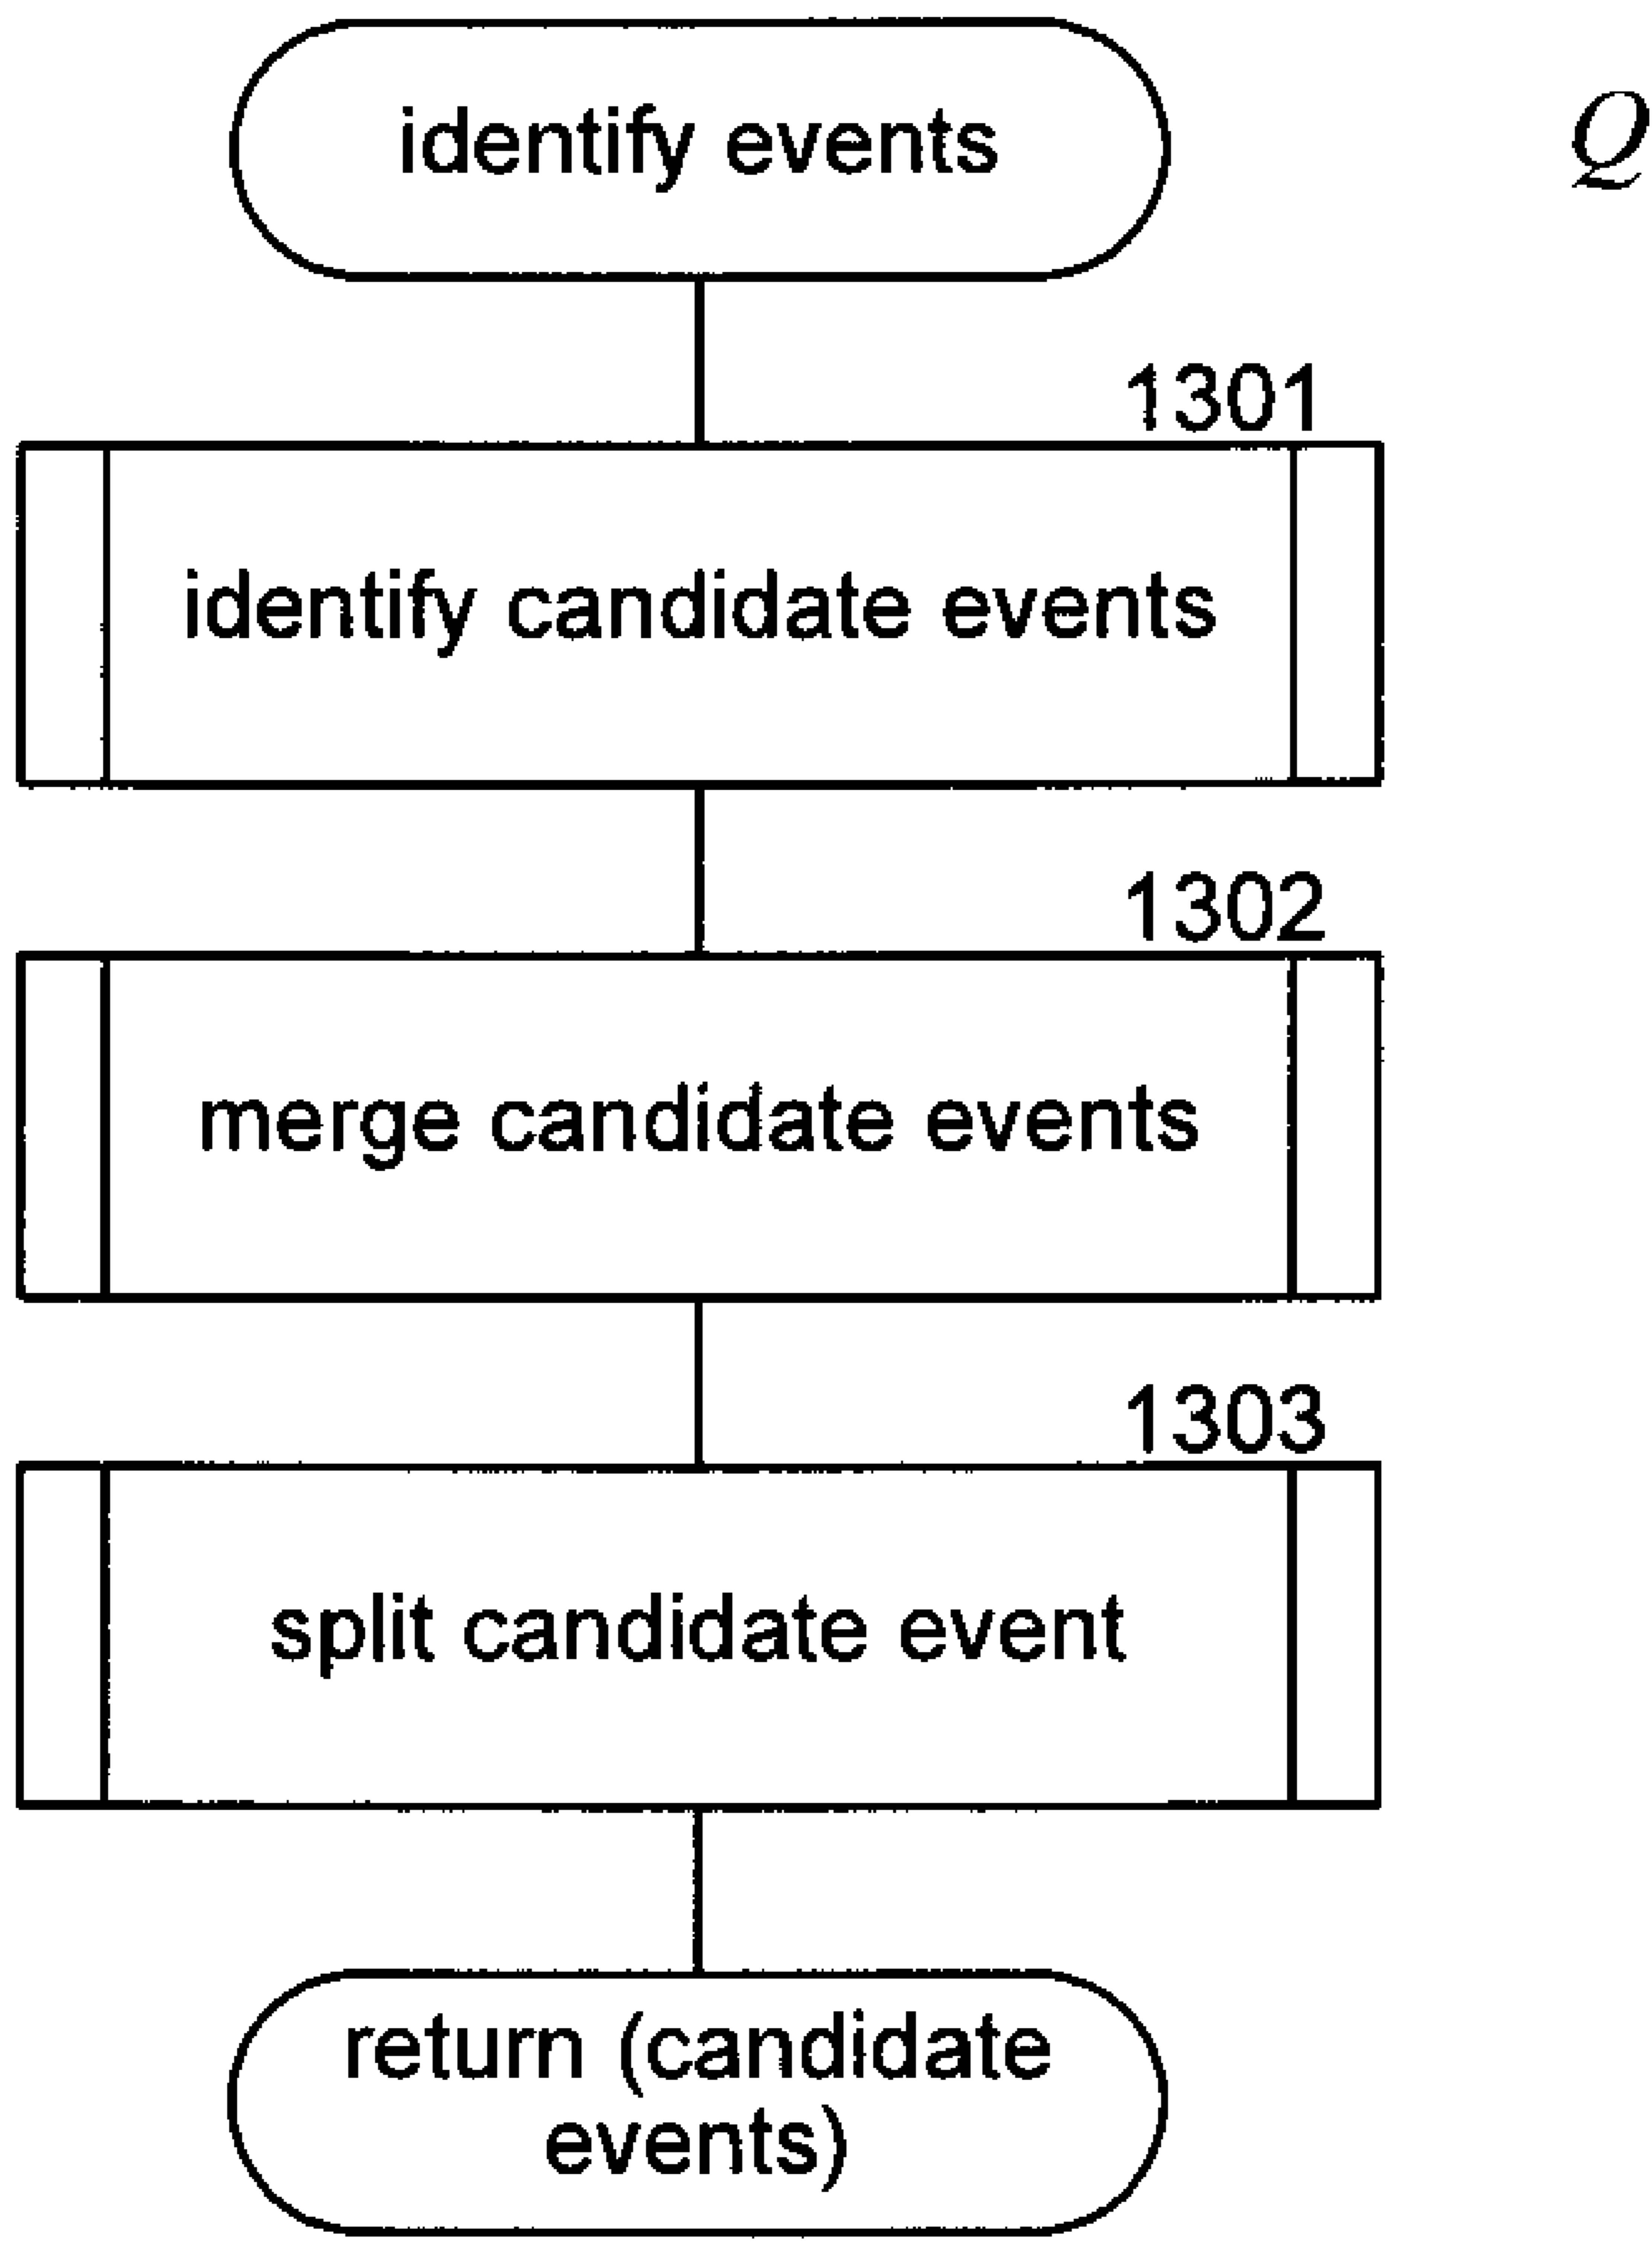 identify events
Q
1301
identify candidate events
1302
merge candidate events
1303
split candidate event
return (candidate
events)